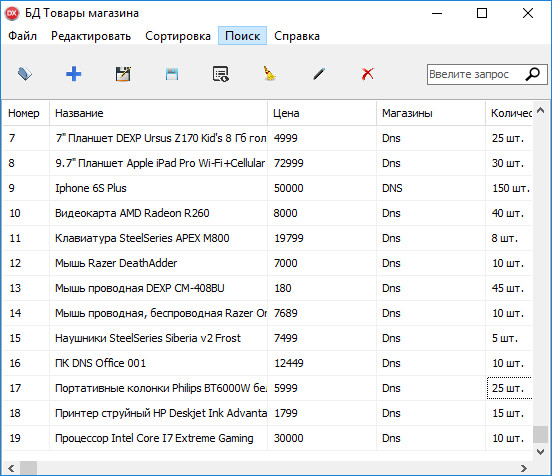 DX БД Товары магазина
Файл Редактировать Сортировка Поиск Справка
Введите запрос
Номер Название Цена Магазины Количес
7 7" Планшет DEXP Ursus Z170 Kid's 8 Гб гол 4999 Dns 25 шт.
8 9.7" Планшет Apple iPad Pro Wi-Fi+Cellular 72999 Dns 30 шт.
9 Iphone 6S Plus 50000 DNS 150 шт.
10 Видеокарта AMD Radeon R260 8000 Dns 40 шт.
11 Клавиатура SteelSeries APEX M800 19799 Dns 8 шт.
12 Мышь Razer DeathAdder 7000 Dns 10 шт.
13 Мышь проводная DEXP CM-408BU 180 Dns 45 шт.
14 Мышь проводная, беспроводная Razer Or 7689 Dns 10 шт.
15 Наушники SteelSeries Siberia v2 Frost 7499 Dns 5 шт.
16 ПК DNS Office 001 12449 Dns 10 шт.
17 Портативные колонки Philips BT6000W бел 5999 Dns 25 шт.
18 Принтер струйный HP Deskjet Ink Advanta 1799 Dns 15 шт.
19 Процессор Intel Core I7 Extreme Gaming 30000 Dns 10 шт.